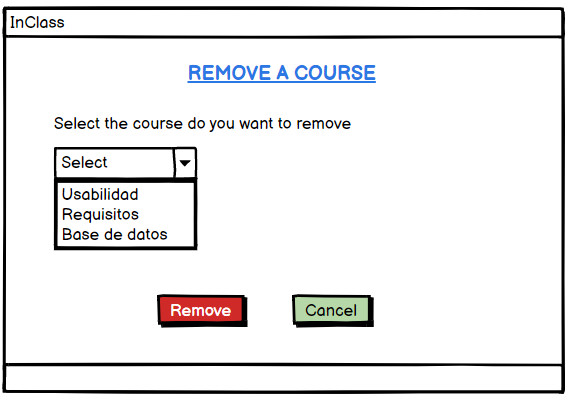 InClass
REMOVE A COURSE
Select the course do you want to remove
Select
Usabilidad
Requisitos
Base de datos
Remove
Cancel